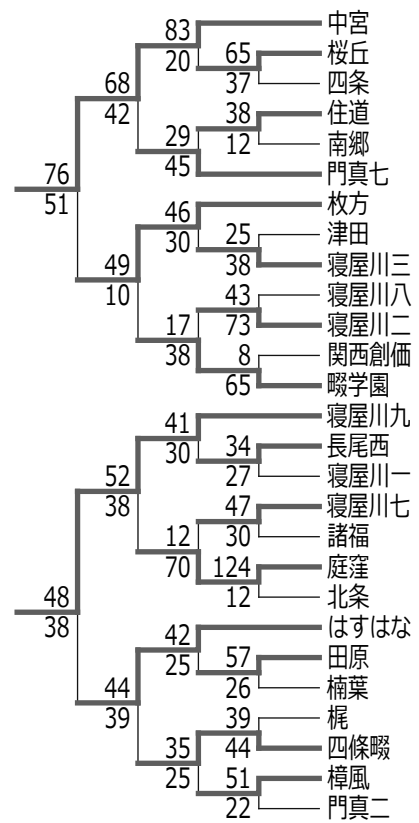 中宮
83
20
桜丘
65
37
四条
68
42
住道
38
12
南郷
29
45
門真七
76
51
枚方
46
30
津田
25
38
寝屋川三
49
10
寝屋川八
43
73
寝屋川二
17
38
関西創価
8
65
畷学園
寝屋川九
41
30
長尾西
34
27
寝屋川一
52
38
寝屋川七
47
30
諸福
12
70
庭窪
124
12
北条
48
38
はすはな
42
25
田原
57
26
楠葉
44
39
梶
39
44
四條畷
35
25
樟風
51
22
門真二